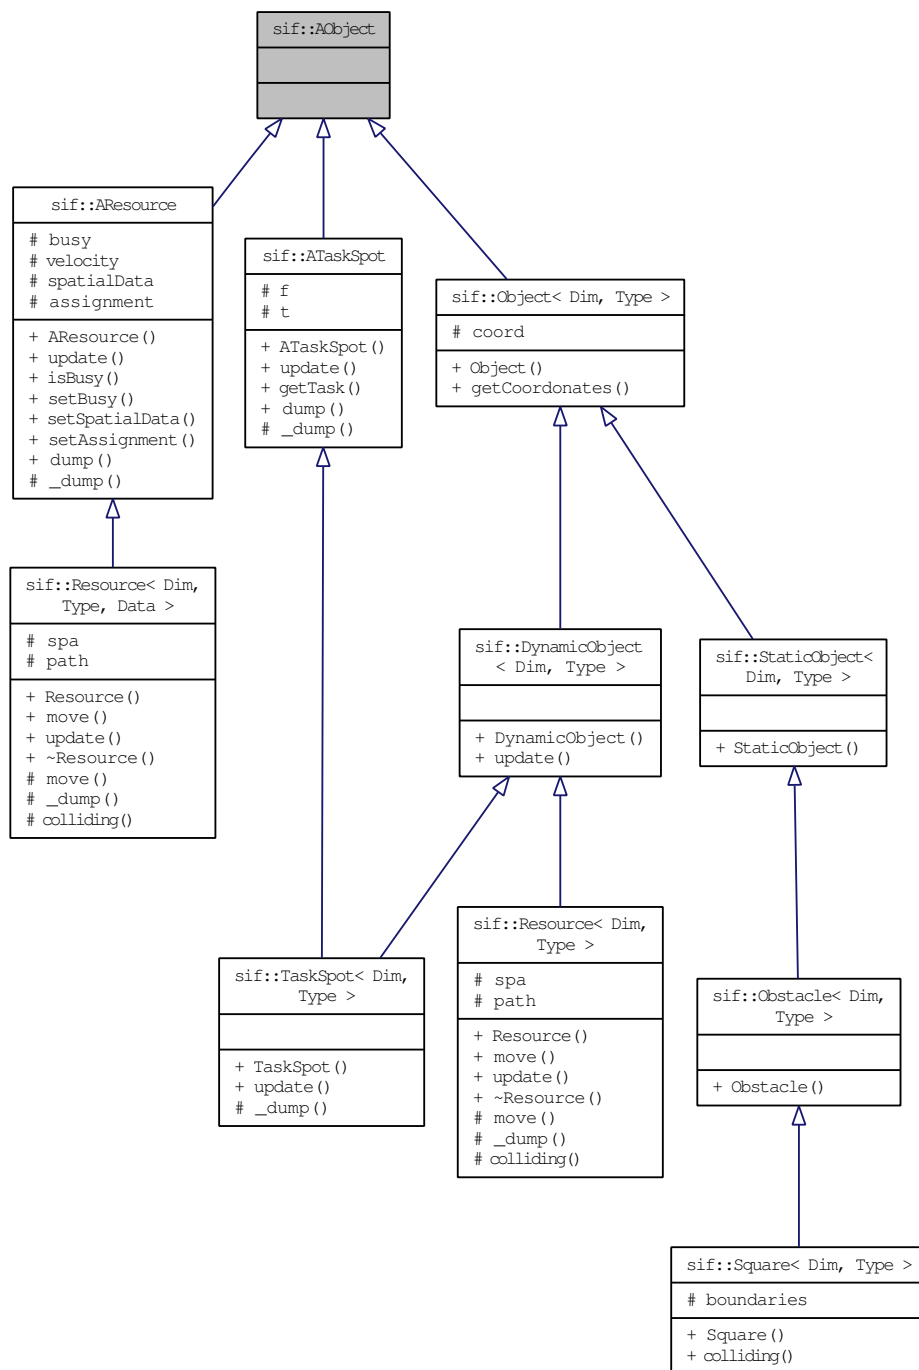 sif::AObject
sif::AResource
# busy
# velocity
# spatialData
# assignment
+ AResource()
+ update()
+ isBusy()
+ setBusy()
+ setSpatialData()
+ setAssignment()
+ dump()
# _dump()
sif::ATaskSpot
# f
# t
+ ATaskSpot()
+ update()
+ getTask()
+ dump()
# _dump()
sif::Object< Dim, Type >
# coord
+ Object()
+ getCoordonates()
sif::Resource< Dim,
Type, Data >
# spa
# path
+ Resource()
+ move()
+ update()
+ ~Resource()
# move()
# _dump()
# colliding()
sif::DynamicObject
< Dim, Type >
+ DynamicObject()
+ update()
sif::StaticObject<
Dim, Type >
+ StaticObject()
sif::TaskSpot< Dim,
Type >
+ TaskSpot()
+ update()
# _dump()
sif::Resource< Dim,
Type >
# spa
# path
+ Resource()
+ move()
+ update()
+ ~Resource()
# move()
# _dump()
# colliding()
sif::Obstacle< Dim,
Type >
+ Obstacle()
sif::Square< Dim, Type >
# boundaries
+ Square()
+ colliding()